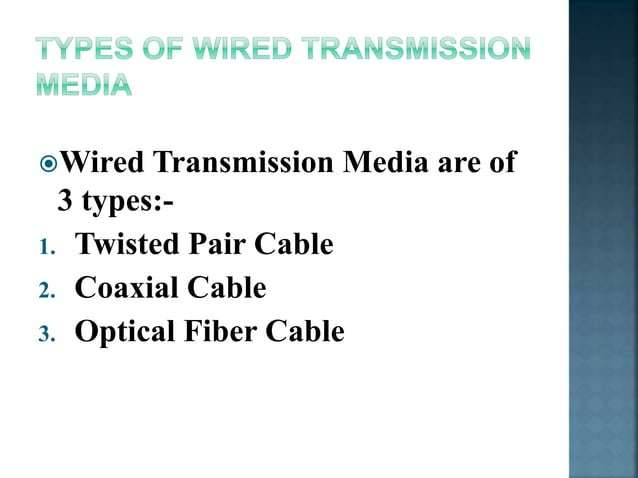 TYPES OF WIRED TRANSMISSION
MEDIA
Wired Transmission Media are of
3 types:-
1. Twisted Pair Cable
2. Coaxial Cable
3. Optical Fiber Cable